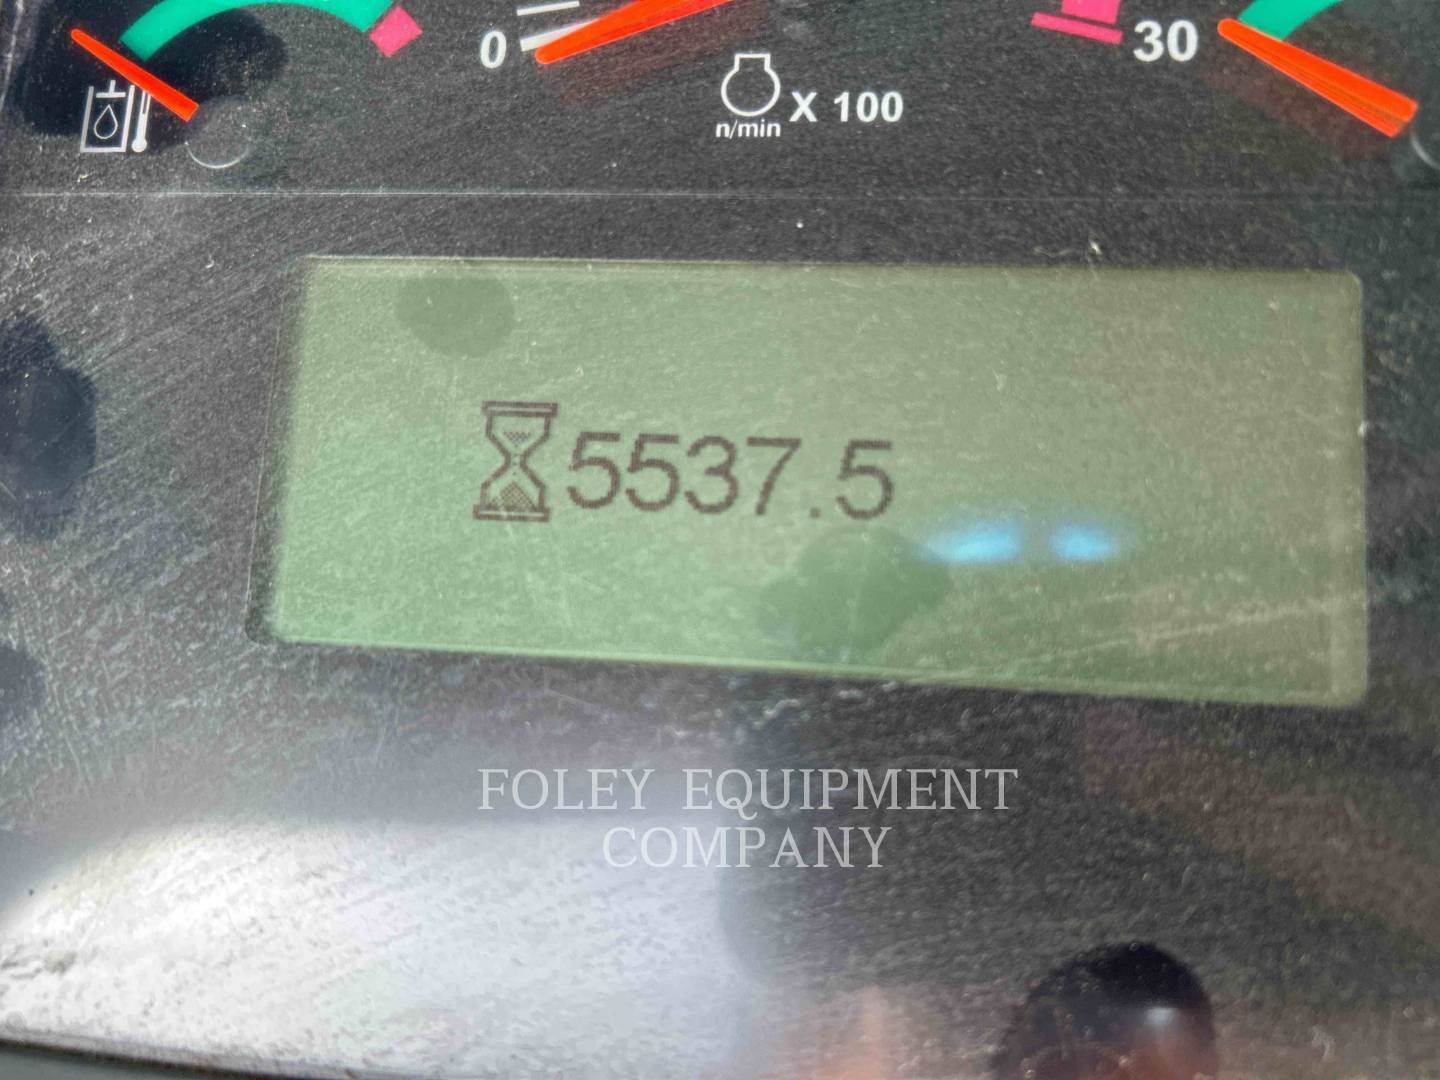 0
30
X 100
n/min
5537.5
FOLEY EQUIPMENT
COMPANY